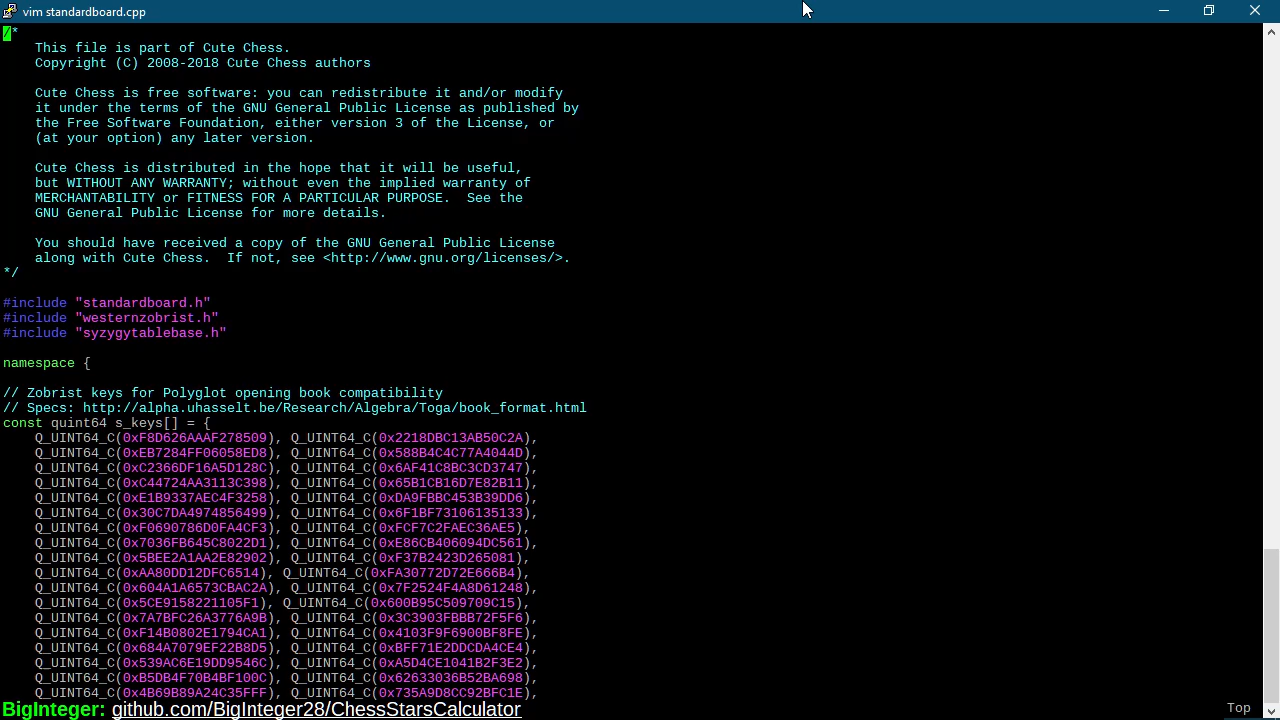 vim standardboard.cpp
/*
This file is part of Cute Chess.
Copyright (C) 2008-2018 Cute Chess authors
Cute Chess is free software: you can redistribute it and/or modify
it under the terms of the GNU General Public License as published by
the Free Software Foundation, either version 3 of the License, or
(at your option) any later version.
Cute Chess is distributed in the hope that it will be useful,
but WITHOUT ANY WARRANTY; without even the implied warranty of
MERCHANTABILITY or FITNESS FOR A PARTICULAR PURPOSE.  See the
GNU General Public License for more details.
You should have received a copy of the GNU General Public License
along with Cute Chess.  If not, see <http://www.gnu.org/licenses/>.
*/
#include "standardboard.h"
#include "westernzobrist.h"
#include "syzygytablebase.h"
namespace {
// Zobrist keys for Polyglot opening book compatibility
// Specs: http://alpha.uhasselt.be/Research/Algebra/Toga/book_format.html
const quint64 s_keys[] = {
Q_UINT64_C(0xF8D626AAAF278509), Q_UINT64_C(0x2218DBC13AB50C2A),
Q_UINT64_C(0xEB7284FF06058ED8), Q_UINT64_C(0x588B4C4C77A4044D),
Q_UINT64_C(0xC2366DF16A5D128C), Q_UINT64_C(0x6AF41C8BC3CD3747),
Q_UINT64_C(0xC44724AA3113C398), Q_UINT64_C(0x65B1CB16D7E82B11),
Q_UINT64_C(0xE1B9337AEC4F3258), Q_UINT64_C(0xDA9FBBC453B39DD6),
Q_UINT64_C(0x30C7DA4974856499), Q_UINT64_C(0x6F1BF73106135133),
Q_UINT64_C(0xF0690786D0FA4CF3), Q_UINT64_C(0xFCF7C2FAEC36AE5),
Q_UINT64_C(0x7036FB645C8022D1), Q_UINT64_C(0xE86CB406094DC561),
Q_UINT64_C(0x5BEE2A1AA2E82902), Q_UINT64_C(0xF37B2423D265081),
Q_UINT64_C(0xAA80DD12DFC6514), Q_UINT64_C(0xFA30772D72E666B4),
Q_UINT64_C(0x604A1A6573CBAC2A), Q_UINT64_C(0x7F2524F4A8D61248),
Q_UINT64_C(0x5CE9158221105F1), Q_UINT64_C(0x600B95C509709C15),
Q_UINT64_C(0x7A7BFC26A3776A9B), Q_UINT64_C(0x3C3903FBBB72F5F6),
Q_UINT64_C(0xF14B0802E1794CA1), Q_UINT64_C(0x4103F9F6900BF8FE),
Q_UINT64_C(0x684A7079EF22B8D5), Q_UINT64_C(0xBFF71E2DDCDA4CE4),
Q_UINT64_C(0x539AC6E19DD9546C), Q_UINT64_C(0xA5D4CE1041B2F3E2),
Q_UINT64_C(0xB5DB4F70B4BF100C), Q_UINT64_C(0x62633036B52BA698),
Q_UINT64_C(0x4B69B89A24C35FFF), Q_UINT64_C(0x735A9D8CC92BFC1E),
BigInteger: github.com/BigInteger28/ChessStarsCalculator
Top